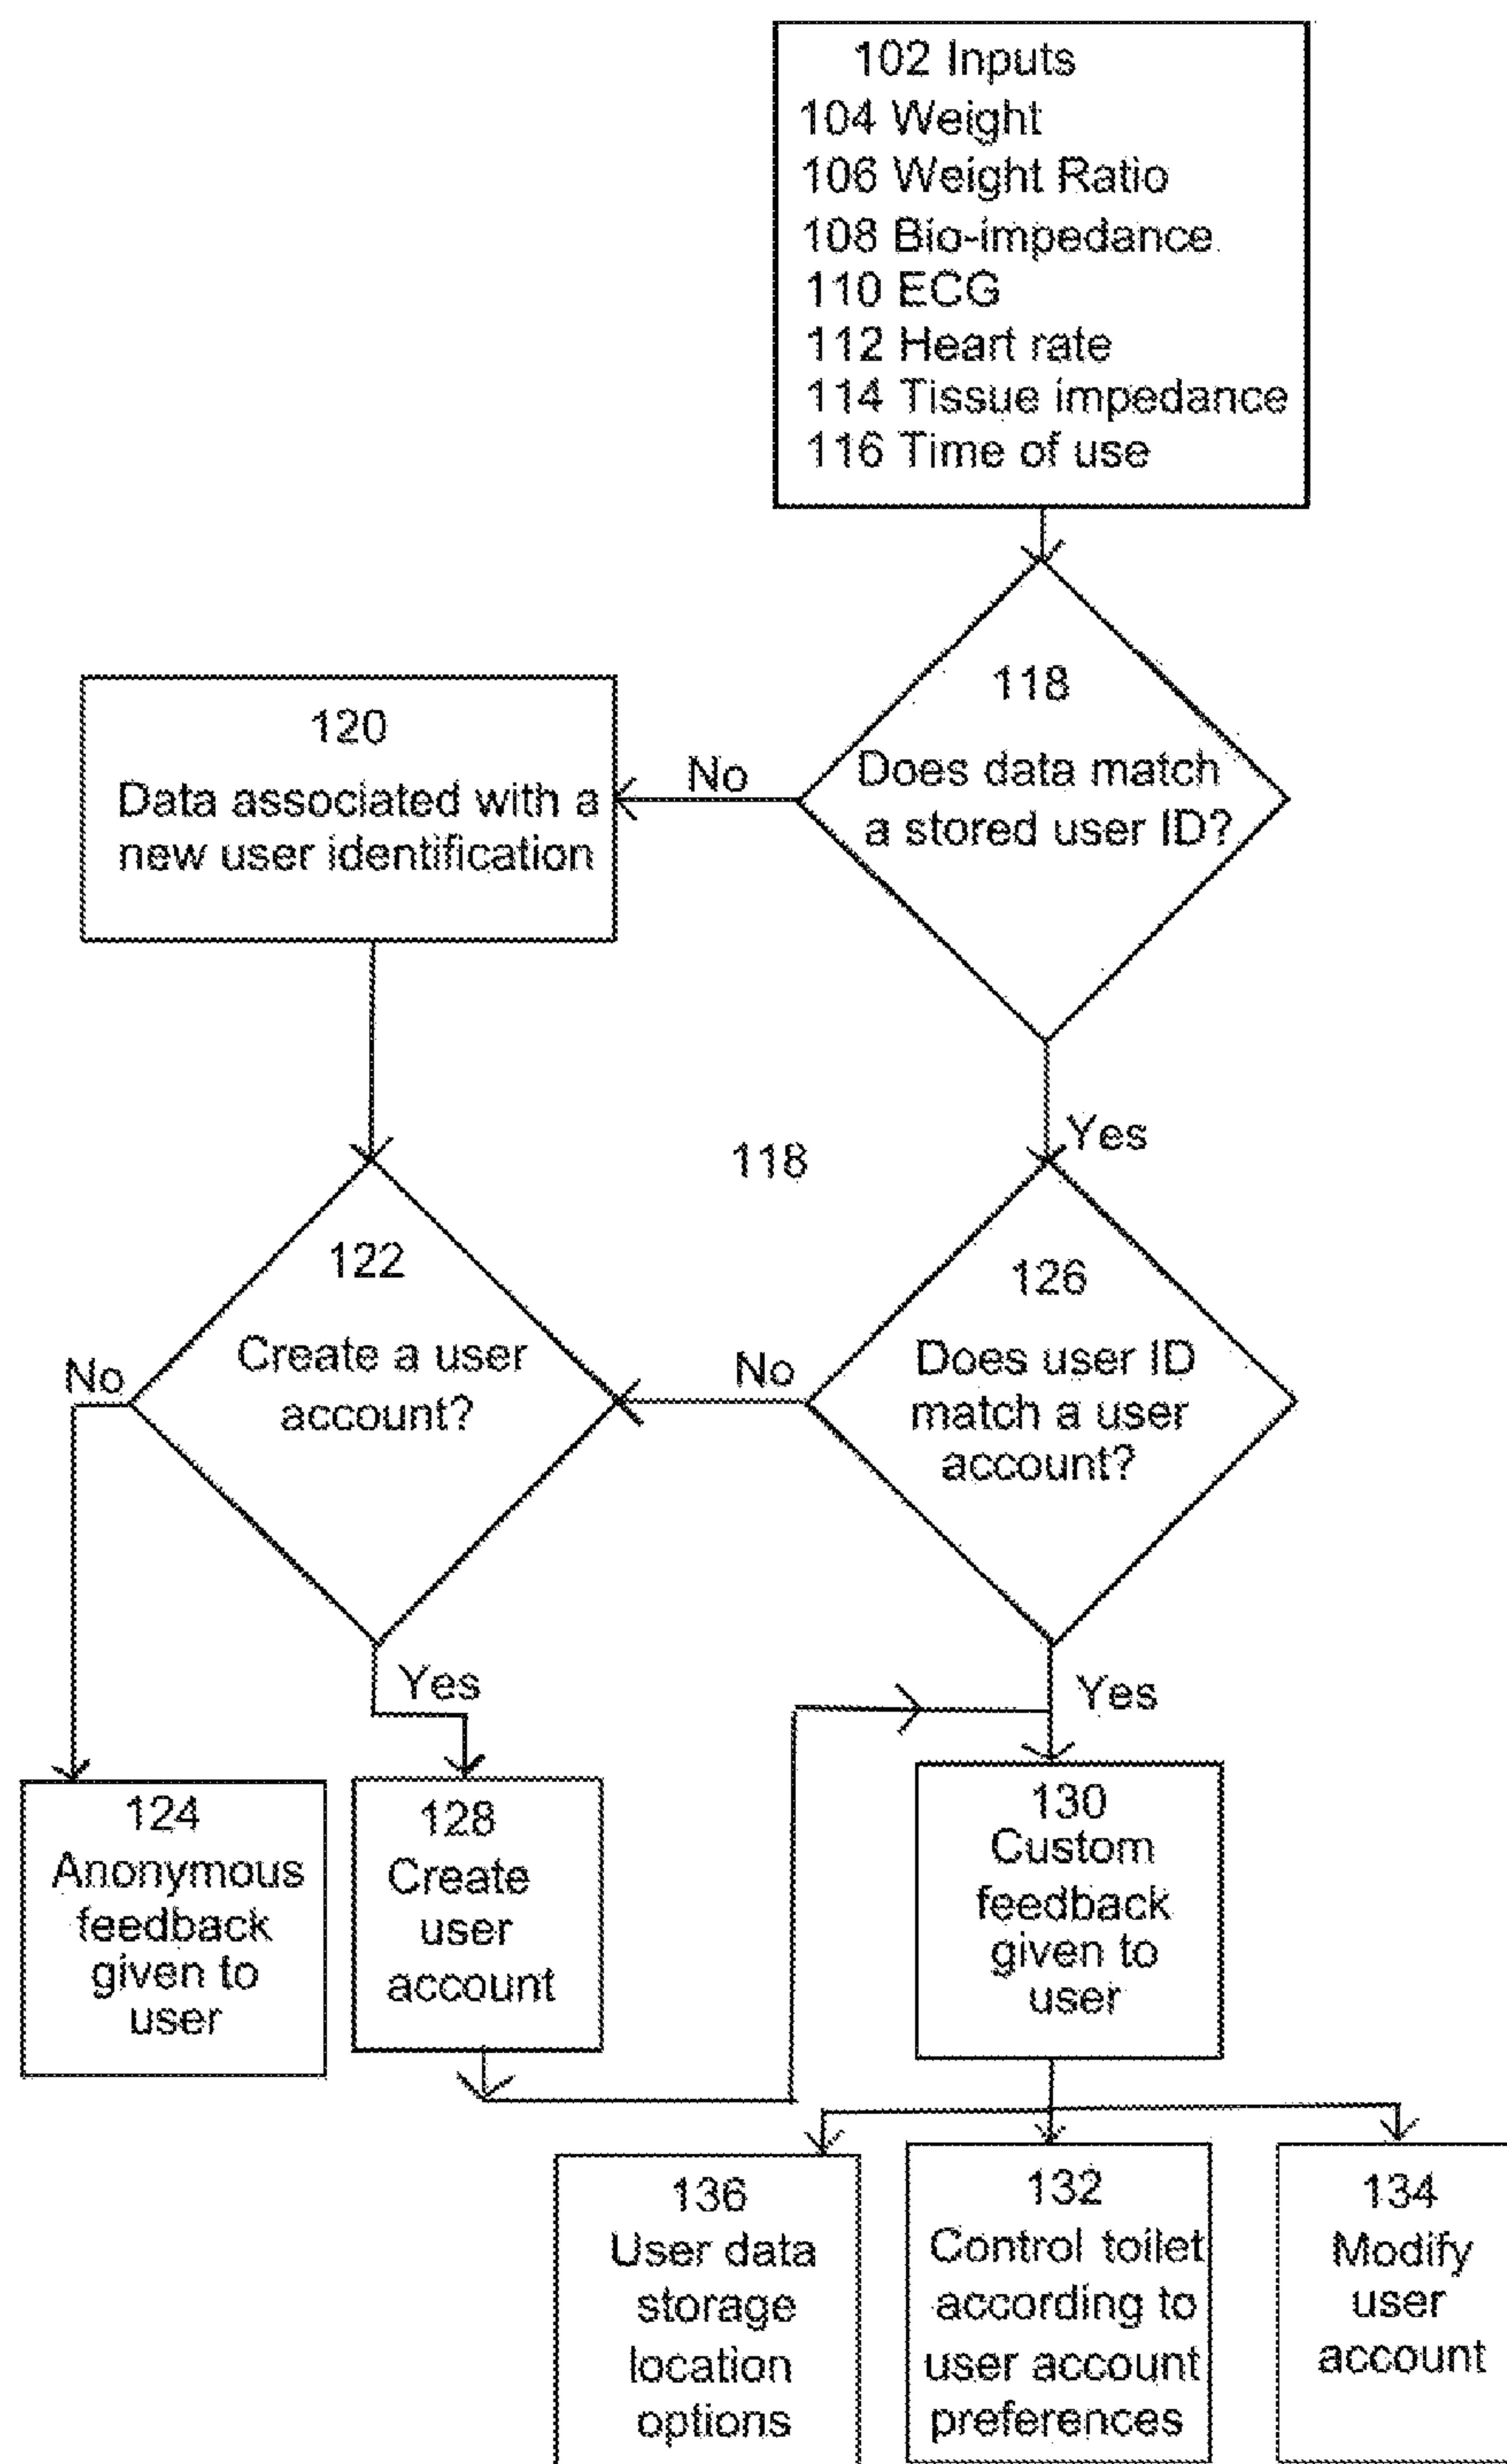 102 Inputs
104 Weight
106 Weight Ratio
108 Bio-impedance
110 ECG
112 Heart rate
114 Tissue impedance
116 Time of use
118
Does data match
a stored user ID?
No
120
Data associated with a
new user identification
Yes
118
122
Create a user
account?
No
126
Does user ID
match a user
account?
No
Yes
Yes
124
Anonymous
feedback
given to
user
128
Create
user
account
130
Custom
feedback
given to
user
136
User data
storage
location
options
132
Control toilet
according to
user account
preferences
134
Modify
user
account